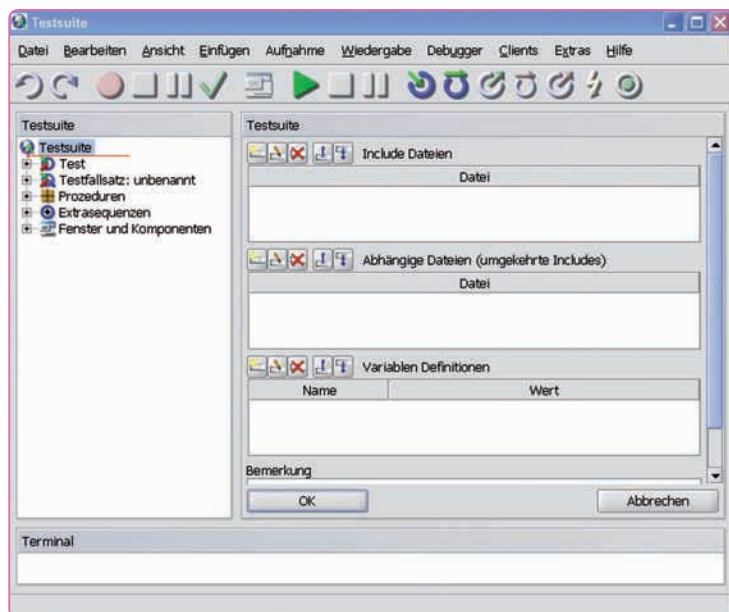 Testsuite
Datei Bearbeiten Ansicht Einfügen Aufnahme Wiedergabe Debugger Clients Extras Hilfe
Testsuite
Testsuite
Test
Testfallsatz: unbenannt
Prozeduren
Extrasequenzen
Fenster und Komponenten
Testsuite
Include Dateien
Datei
Abhängige Dateien (umgekehrte Includes)
Datei
Variablen Definitionen
Name Wert
Bemerkung
OK Abbrechen
Terminal